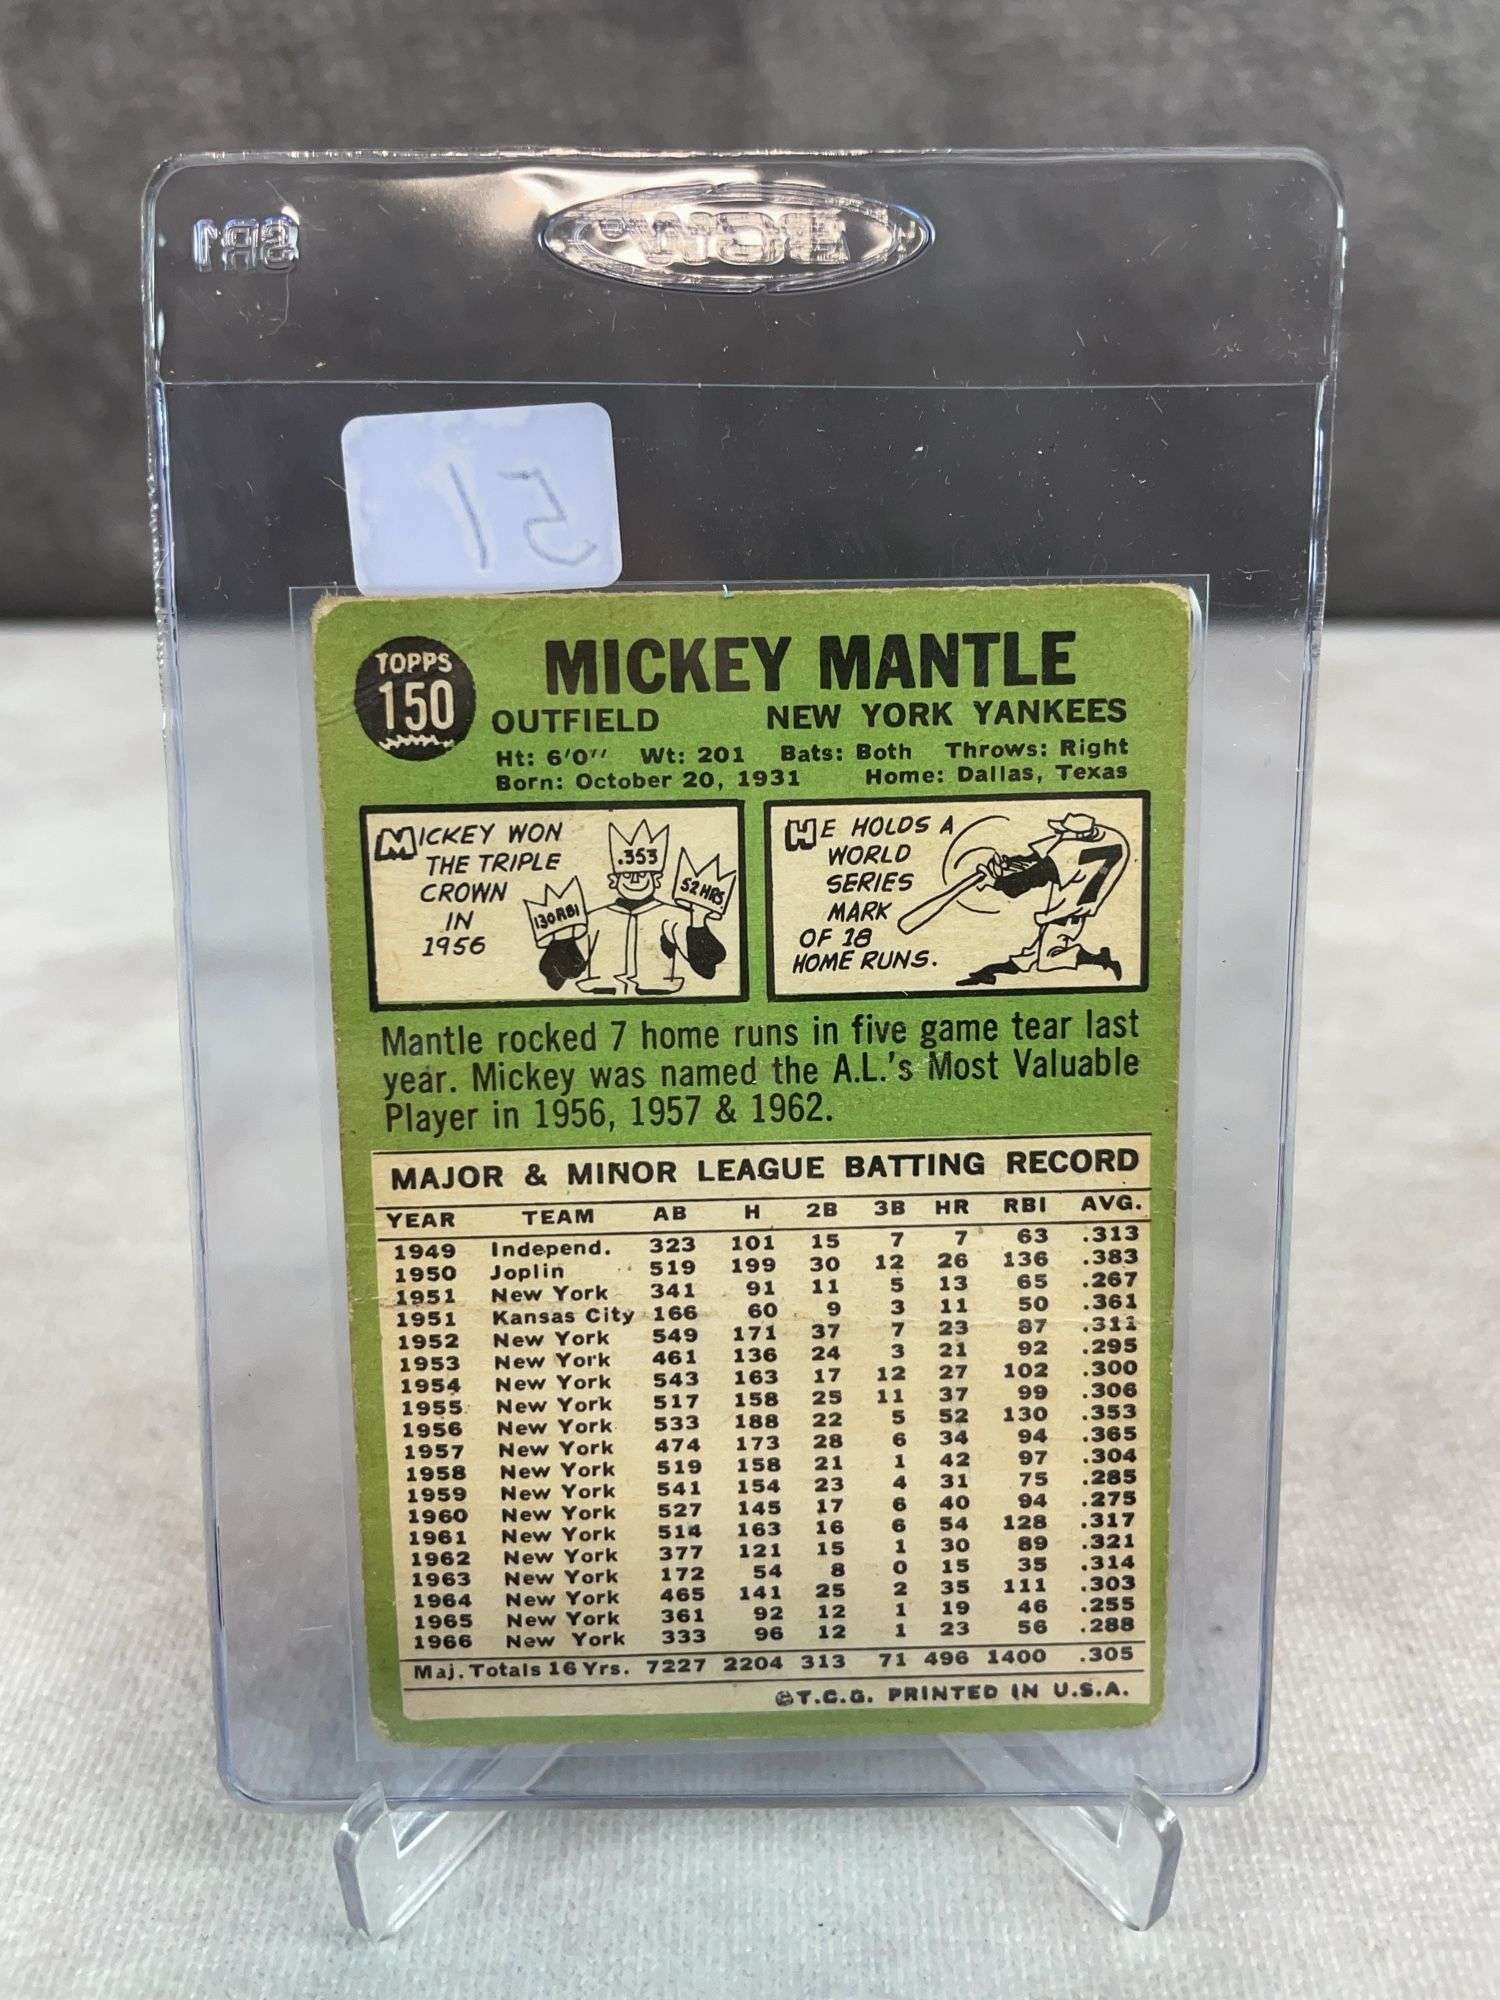 SR1
BCW
51
TOPPS
150
MICKEY MANTLE
OUTFIELD NEW YORK YANKEES
Ht: 6'0'' Wt: 201 Bats: Both Throws: Right
Born: October 20, 1931 Home: Dallas, Texas
MICKEY WON
THE TRIPLE
CROWN
IN
1956
.353
130 RBI
52 HRS.
HE HOLDS A
WORLD
SERIES
MARK
OF 18
HOME RUNS.
7
Mantle rocked 7 home runs in five game tear last
year. Mickey was named the A.L.'s Most Valuable
Player in 1956, 1957 & 1962.
MAJOR & MINOR LEAGUE BATTING RECORD
YEAR TEAM AB H 2B 3B HR RBI AVG.
1949 Independ. 323 101 15 7 7 63 .313
1950 Joplin 519 199 30 12 26 136 .383
1951 New York 341 91 11 5 13 65 .267
1951 Kansas City 166 60 9 3 11 50 .361
1952 New York 549 171 37 7 23 87 .311
1953 New York 461 136 24 3 21 92 .295
1954 New York 543 163 17 12 27 102 .300
1955 New York 517 158 25 11 37 99 .306
1956 New York 533 188 22 5 52 130 .353
1957 New York 474 173 28 6 34 94 .365
1958 New York 519 158 21 1 42 97 .304
1959 New York 541 154 23 4 31 75 .285
1960 New York 527 145 17 6 40 94 .275
1961 New York 514 163 16 6 54 128 .317
1962 New York 377 121 15 1 30 89 .321
1963 New York 172 54 8 0 15 35 .314
1964 New York 465 141 25 2 35 111 .303
1965 New York 361 92 12 1 19 46 .255
1966 New York 333 96 12 1 23 56 .288
Maj. Totals 16 Yrs. 7227 2204 313 71 496 1400 .305
©T.C.G. PRINTED IN U.S.A.